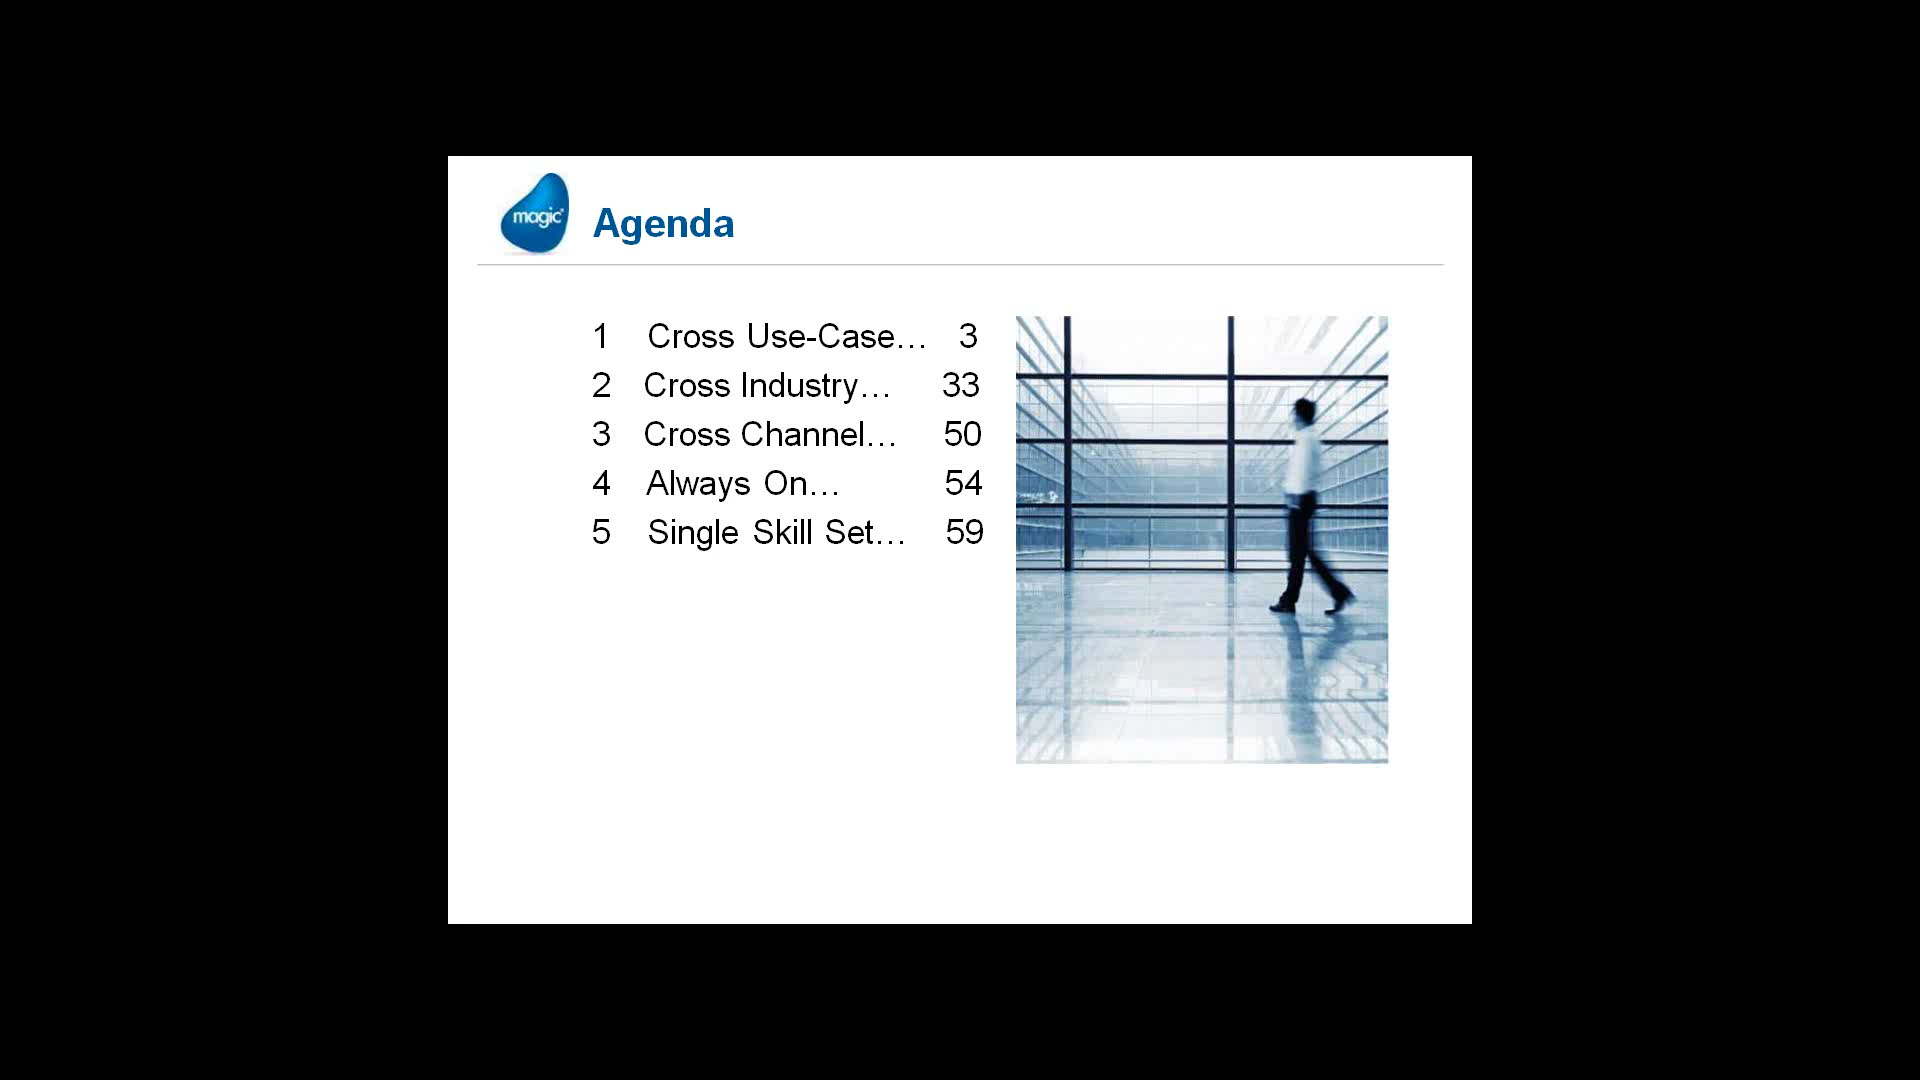 magic
Agenda
1 Cross Use-Case… 3
2 Cross Industry… 33
3 Cross Channel… 50
4 Always On… 54
5 Single Skill Set… 59